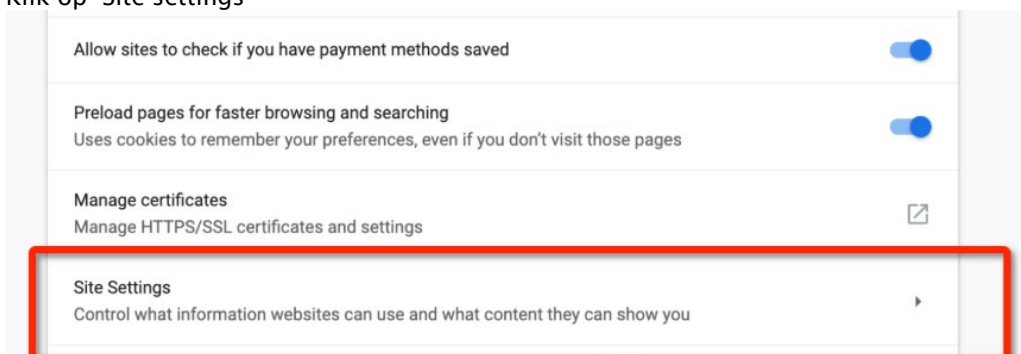 Klik op "Site settings"
Allow sites to check if you have payment methods saved
Preload pages for faster browsing and searching
Uses cookies to remember your preferences, even if you don't visit those pages
Manage certificates
Manage HTTPS/SSL certificates and settings
Site Settings
Control what information websites can use and what content they can show you